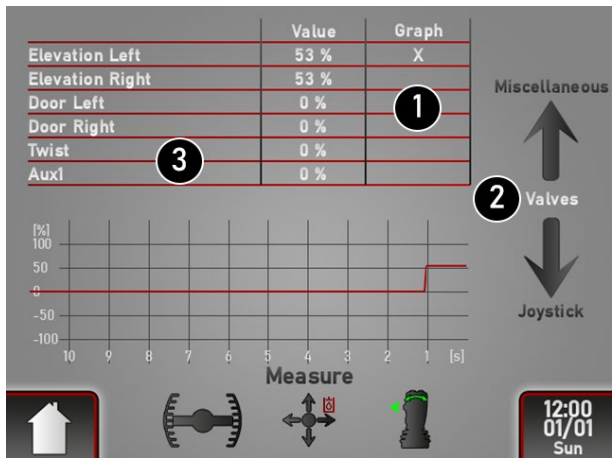 Value Graph
Elevation Left 53 % X
Elevation Right 53 %
Door Left 0 %
Door Right 0 %
Twist 0 %
Aux1 0 %
1
2
3
Miscellaneous
Valves
Joystick
[%]
100
50
0
-50
-100
10 9 8 7 6 5 4 3 2 1 [s]
Measure
12:00
01/01
Sun